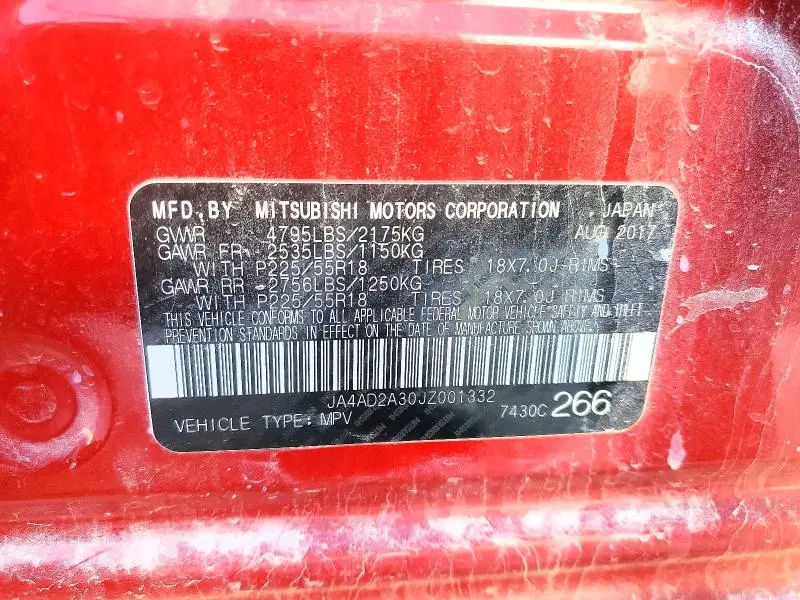 MFD.BY MITSUBISHI MOTORS CORPORATION JAPAN
GVWR 4795LBS/2175KG AUG 2017
GAWR FR 2535LBS/1150KG
WITH P225/55R18 TIRES 18X7.0J RIMS
GAWR RR 2756LBS/1250KG
WITH P225/55R18 TIRES 18X7.0J RIMS
THIS VEHICLE CONFORMS TO ALL APPLICABLE FEDERAL MOTOR VEHICLE SAFETY AND THEFT
PREVENTION STANDARDS IN EFFECT ON THE DATE OF MANUFACTURE SHOWN ABOVE.
JA4AD2A30JZ001332
VEHICLE TYPE: MPV 7430C 266